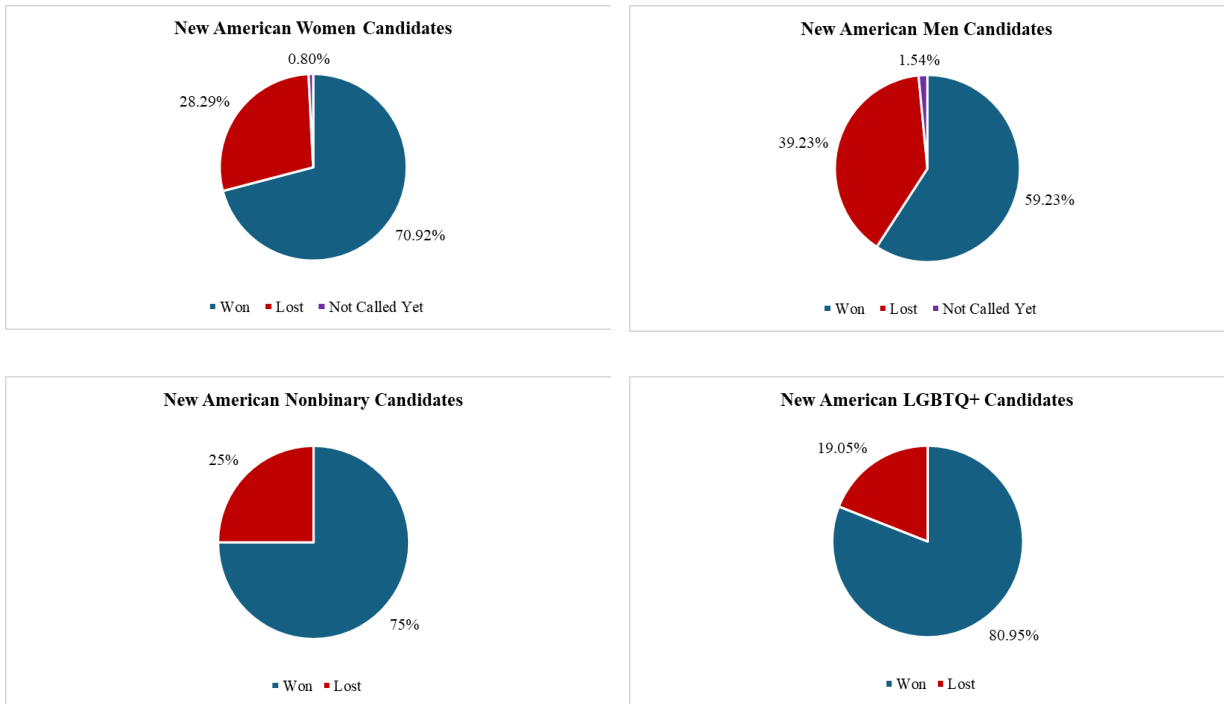 New American Women Candidates
0.80%
28.29%
70.92%
Won Lost Not Called Yet
New American Men Candidates
1.54%
39.23%
59.23%
Won Lost Not Called Yet
New American Nonbinary Candidates
25%
75%
Won Lost
New American LGBTQ+ Candidates
19.05%
80.95%
Won Lost